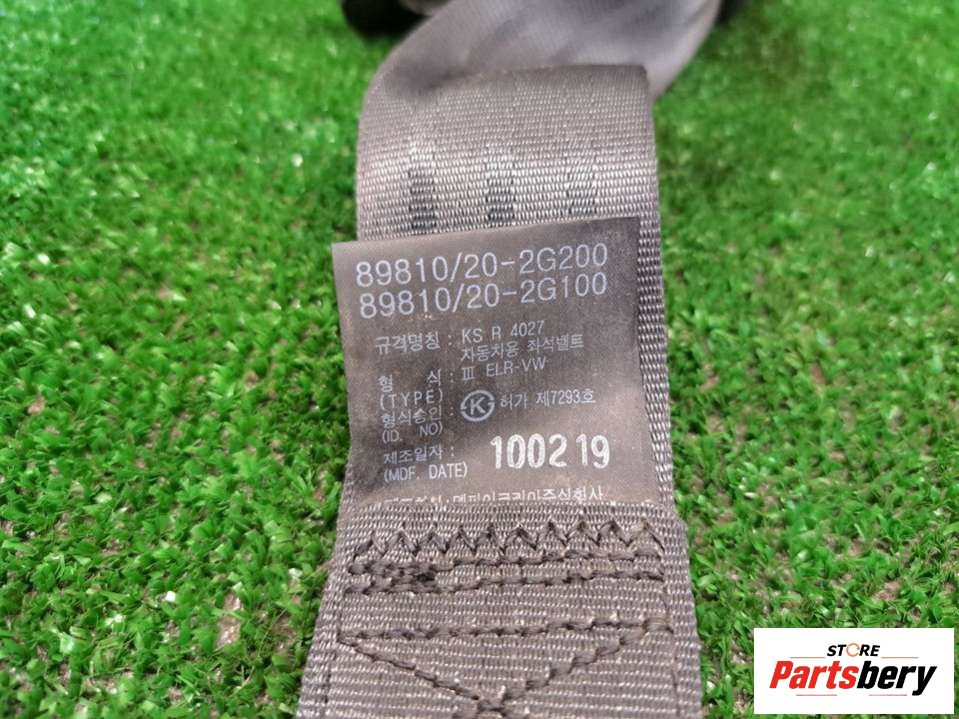 89810/20-2G200
89810/20-2G100
규격명칭 : KS R 4027
자동차용 좌석벨트
형 식 : III ELR-VW
(TYPE)
형식승인 : K 허가 제7293호
(ID. NO)
제조일자 : 100219
(MDF. DATE)
STORE
Partsbery